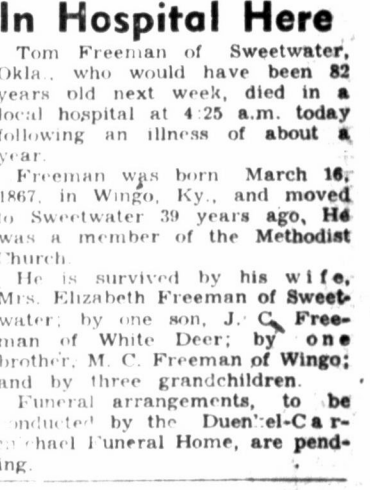 In Hospital Here
Tom Freeman of Sweetwater,
Okla., who would have been 82
years old next week, died in a
local hospital at 4:25 a.m. today
following an illness of about a
year.
Freeman was born March 16,
1867, in Wingo, Ky., and moved
to Sweetwater 39 years ago, He
was a member of the Methodist
Church.
He is survived by his wife,
Mrs. Elizabeth Freeman of Sweet-
water; by one son, J. C. Free-
man of White Deer; by one
brother, M. C. Freeman of Wingo;
and by three grandchildren.
Funeral arrangements, to be
conducted by the Duenkel-Car-
michael Funeral Home, are pend-
ing.